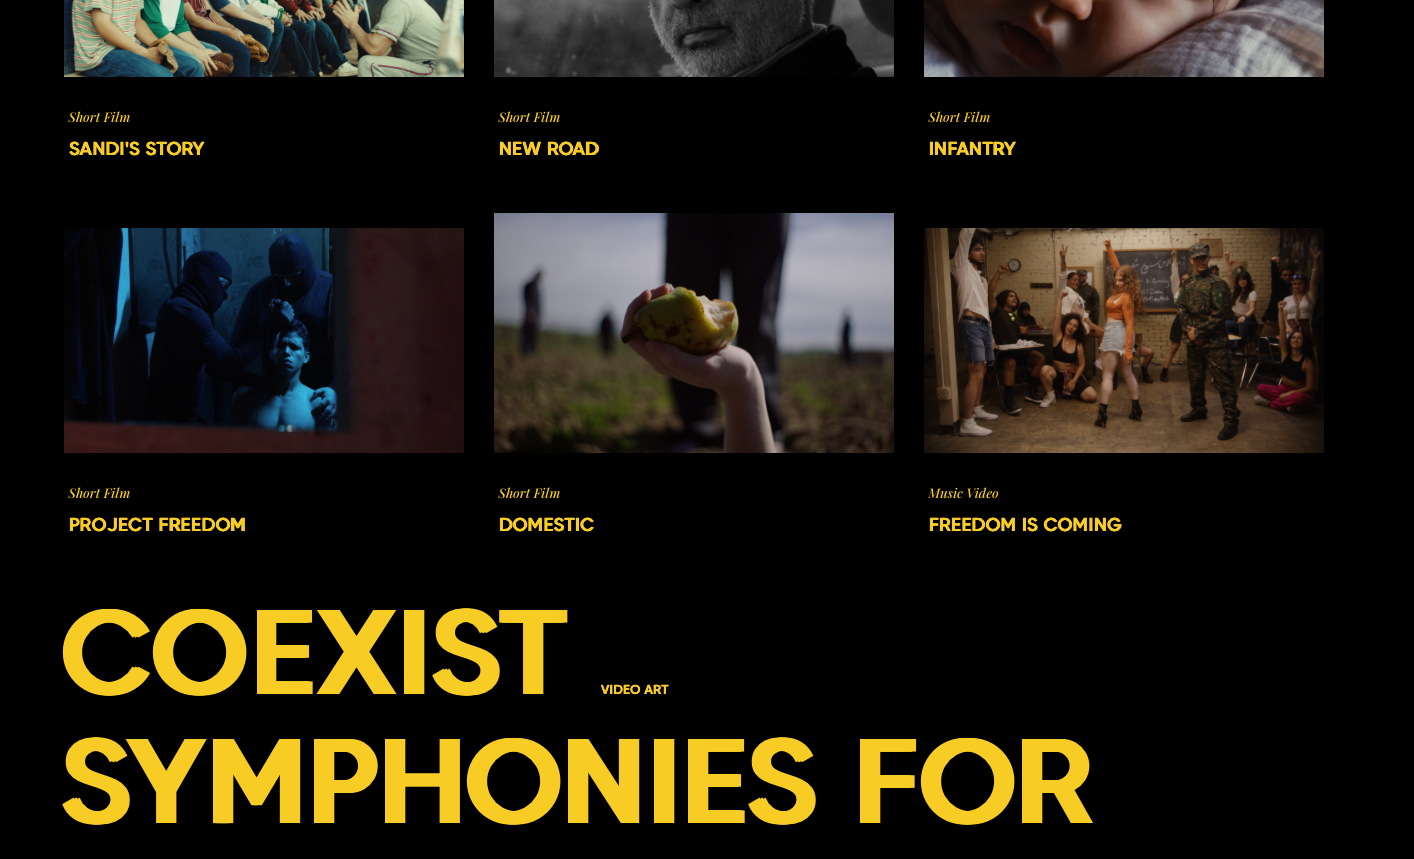 Short Film
SANDI'S STORY
Short Film
NEW ROAD
Short Film
INFANTRY
Short Film
PROJECT FREEDOM
Short Film
DOMESTIC
Music Video
FREEDOM IS COMING
COEXIST
VIDEO ART
SYMPHONIES FOR